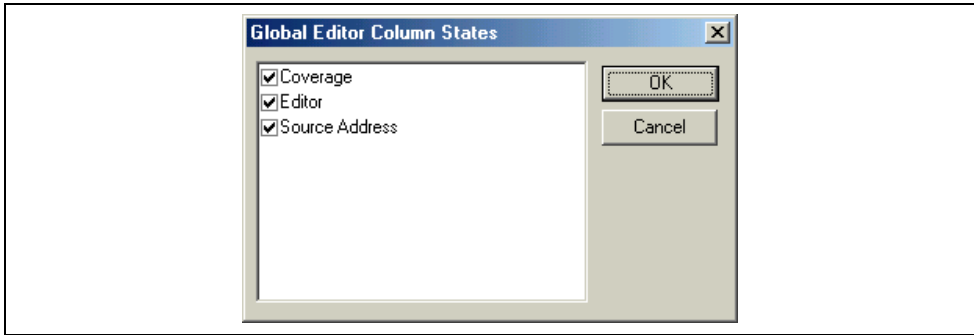 Global Editor Column States
Coverage
Editor
Source Address
OK
Cancel